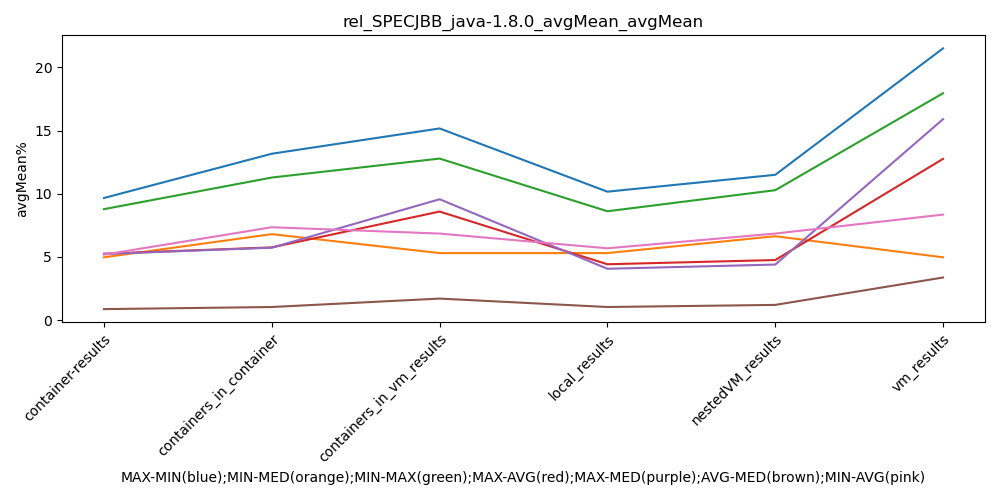 rel_SPECJBB_java-1.8.0_avgMean_avgMean
avgMean%
20
15
10
5
0
container-results
containers_in_container
containers_in_vm_results
local_results
nestedVM_results
vm_results
MAX-MIN(blue);MIN-MED(orange);MIN-MAX(green);MAX-AVG(red);MAX-MED(purple);AVG-MED(brown);MIN-AVG(pink)